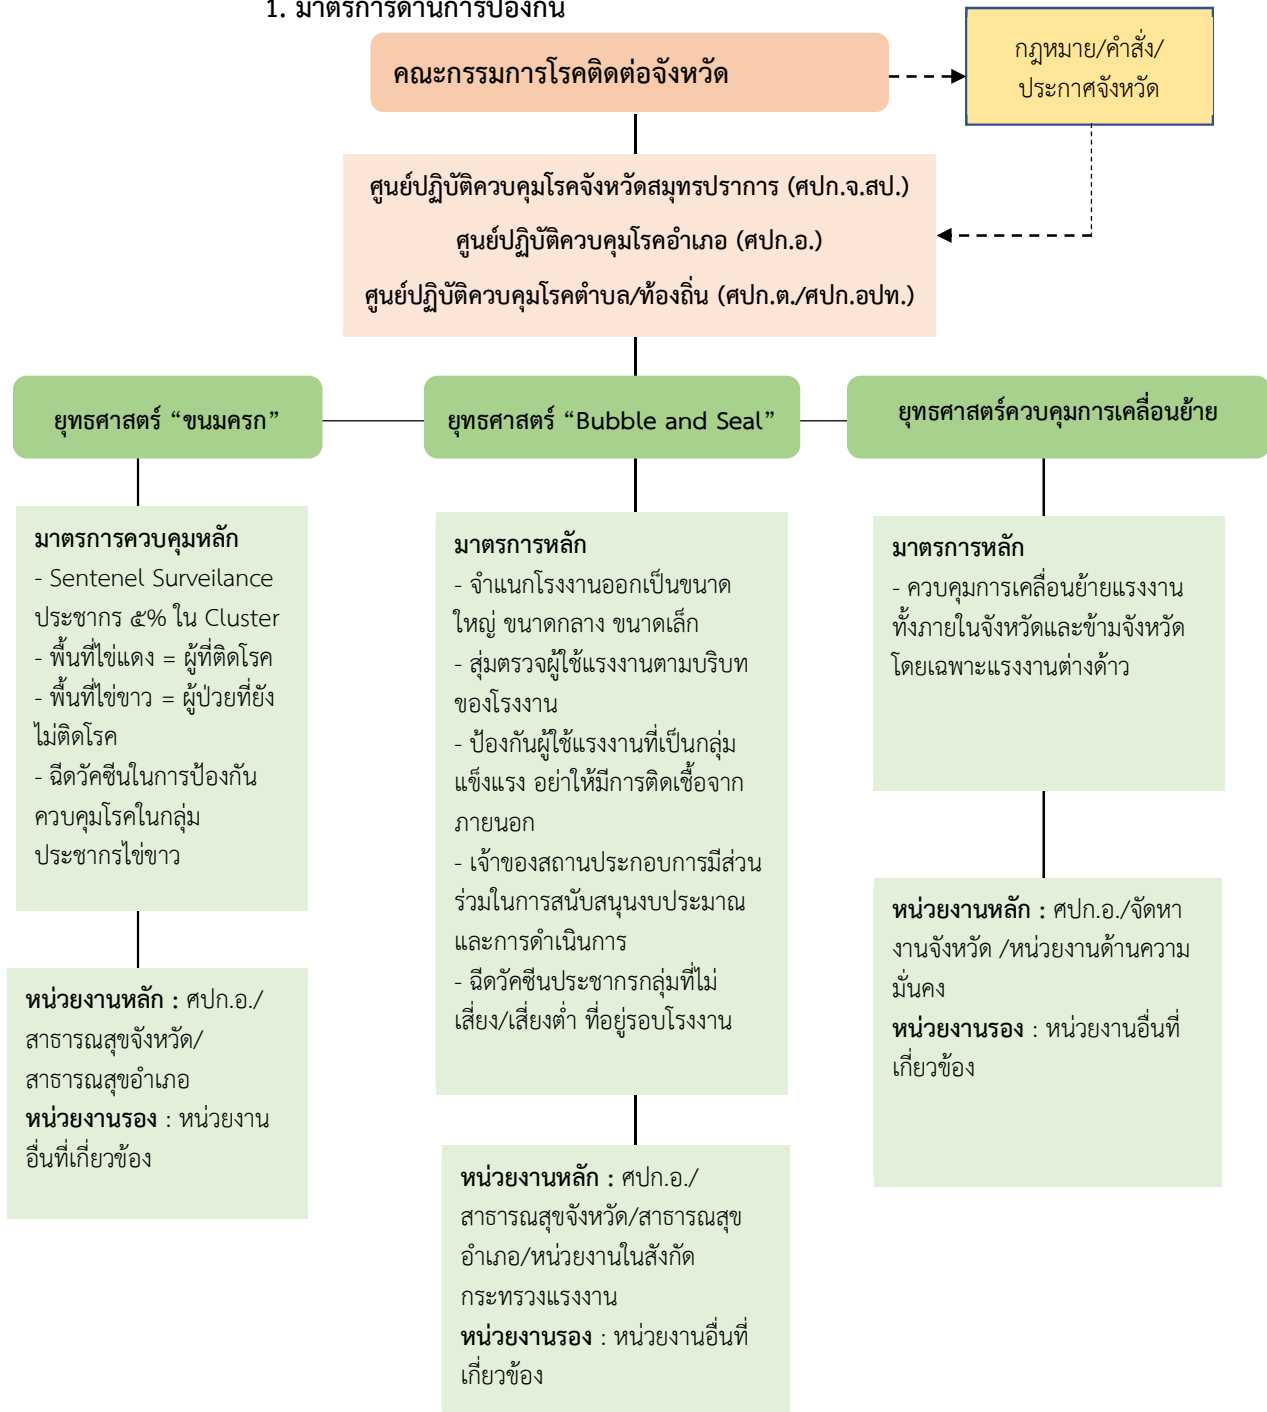 1. มาตรการด้านการป้องกัน
คณะกรรมการโรคติดต่อจังหวัด
กฎหมาย/คำสั่ง/
ประกาศจังหวัด
ศูนย์ปฏิบัติควบคุมโรคจังหวัดสมุทรปราการ (ศปก.จ.สป.)
ศูนย์ปฏิบัติควบคุมโรคอำเภอ (ศปก.อ.)
ศูนย์ปฏิบัติควบคุมโรคตำบล/ท้องถิ่น (ศปก.ต./ศปก.อปท.)
ยุทธศาสตร์ “ขนมครก”
ยุทธศาสตร์ “Bubble and Seal”
ยุทธศาสตร์ควบคุมการเคลื่อนย้าย
มาตรการควบคุมหลัก
- Sentenel Surveilance
ประชากร ๕% ใน Cluster
- พื้นที่ไข่แดง = ผู้ที่ติดโรค
- พื้นที่ไข่ขาว = ผู้ป่วยที่ยัง
ไม่ติดโรค
- ฉีดวัคซีนในการป้องกัน
ควบคุมโรคในกลุ่ม
ประชากรไข่ขาว
หน่วยงานหลัก : ศปก.อ./
สาธารณสุขจังหวัด/
สาธารณสุขอำเภอ
หน่วยงานรอง : หน่วยงาน
อื่นที่เกี่ยวข้อง
มาตรการหลัก
- จำแนกโรงงานออกเป็นขนาด
ใหญ่ ขนาดกลาง ขนาดเล็ก
- สุ่มตรวจผู้ใช้แรงงานตามบริบท
ของโรงงาน
- ป้องกันผู้ใช้แรงงานที่เป็นกลุ่ม
แข็งแรง อย่าให้มีการติดเชื้อจาก
ภายนอก
- เจ้าของสถานประกอบการมีส่วน
ร่วมในการสนับสนุนงบประมาณ
และการดำเนินการ
- ฉีดวัคซีนประชากรกลุ่มที่ไม่
เสี่ยง/เสี่ยงต่ำ ที่อยู่รอบโรงงาน
หน่วยงานหลัก : ศปก.อ./
สาธารณสุขจังหวัด/สาธารณสุข
อำเภอ/หน่วยงานในสังกัด
กระทรวงแรงงาน
หน่วยงานรอง : หน่วยงานอื่นที่
เกี่ยวข้อง
มาตรการหลัก
- ควบคุมการเคลื่อนย้ายแรงงาน
ทั้งภายในจังหวัดและข้ามจังหวัด
โดยเฉพาะแรงงานต่างด้าว
หน่วยงานหลัก : ศปก.อ./จัดหา
งานจังหวัด /หน่วยงานด้านความ
มั่นคง
หน่วยงานรอง : หน่วยงานอื่นที่
เกี่ยวข้อง